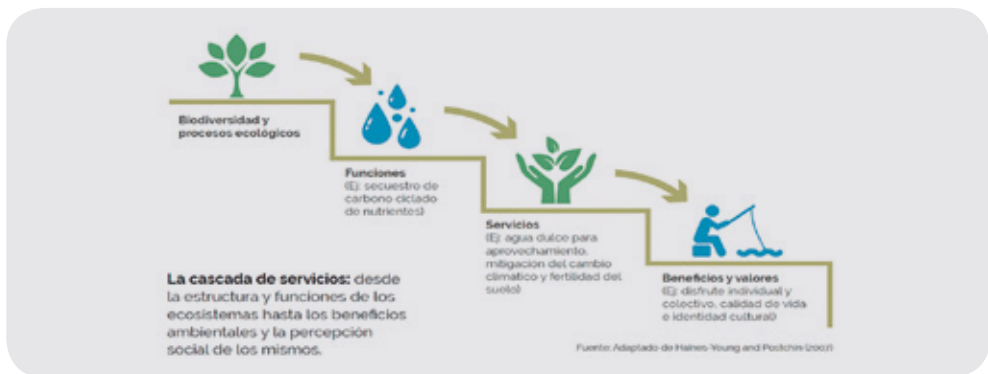 Biodiversidad y
procesos ecológicos
Funciones
(Ej: secuestro de
carbono ciclado
de nutrientes)
Servicios
(Ej: agua dulce para
aprovechamiento,
mitigación del cambio
climático y fertilidad del
suelo)
Beneficios y valores
(Ej: disfrute individual y
colectivo, calidad de vida
e identidad cultural)
La cascada de servicios: desde
la estructura y funciones de los
ecosistemas hasta los beneficios
ambientales y la percepción
social de los mismos.
Fuente: Adaptado de Haines-Young and Postchin (2007)